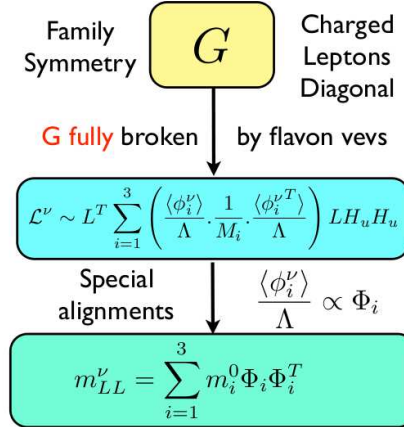 Family Symmetry
G
Charged Leptons Diagonal
G fully broken by flavon vevs
$\mathcal{L}^{\nu} \sim L^T \sum_{i=1}^{3} \left( \frac{\langle \phi_i^{\nu} \rangle}{\Lambda} . \frac{1}{M_i} . \frac{\langle \phi_i^{\nu T} \rangle}{\Lambda} \right) L H_u H_u$
Special alignments
$\frac{\langle \phi_i^{\nu} \rangle}{\Lambda} \propto \Phi_i$
$m_{LL}^{\nu} = \sum_{i=1}^{3} m_i^0 \Phi_i \Phi_i^T$